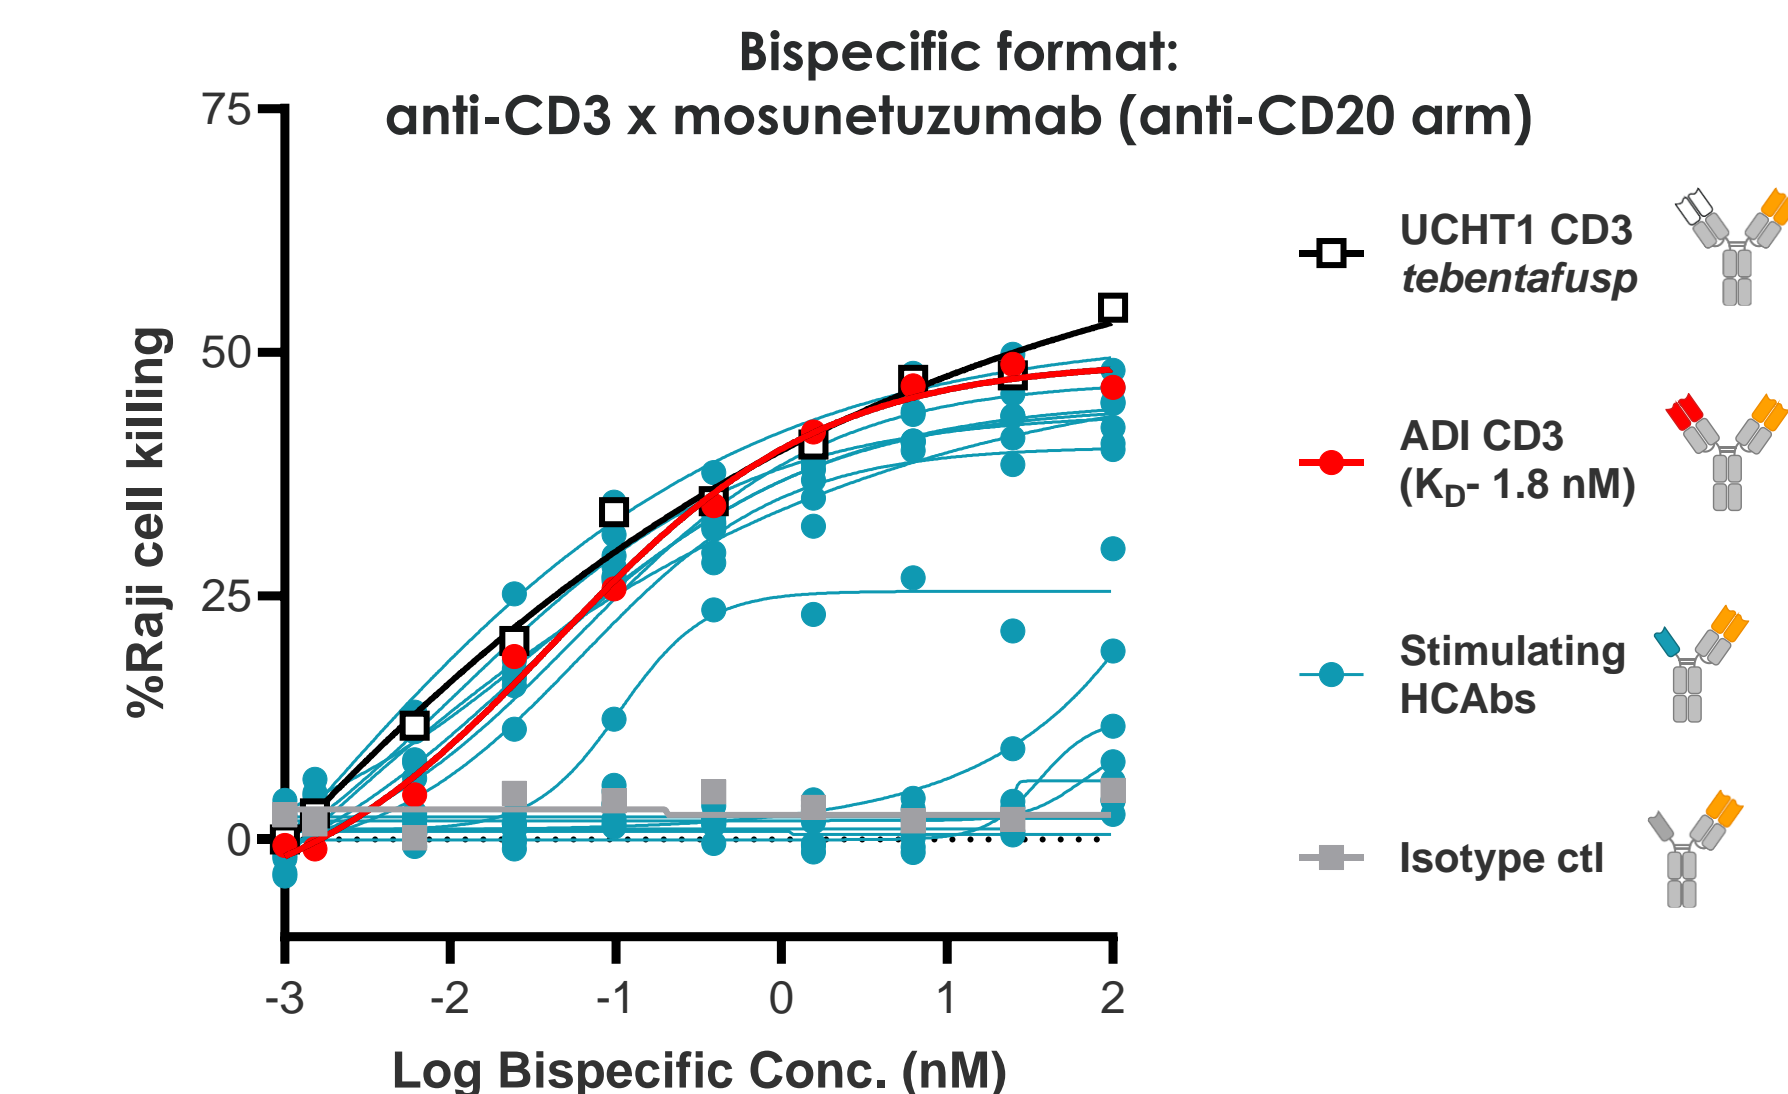 Bispecific format:
anti-CD3 x mosunetuzumab (anti-CD20 arm)
75
50
25
0
%Raji cell killing
-3
-2
-1
0
1
2
Log Bispecific Conc. (nM)
UCHT1 CD3
tebentafusp
ADI CD3
(KD- 1.8 nM)
Stimulating
HCAbs
Isotype ctl